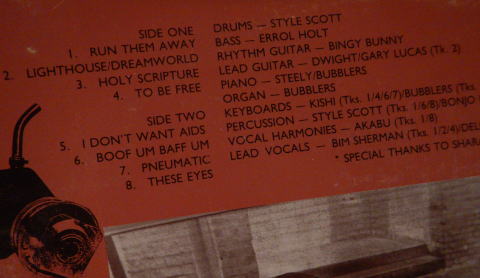 SIDE ONE
1. RUN THEM AWAY
2. LIGHTHOUSE/DREAMWORLD
3. HOLY SCRIPTURE
4. TO BE FREE
SIDE TWO
5. I DON'T WANT AIDS
6. BOOF UM BAFF UM
7. PNEUMATIC
8. THESE EYES
DRUMS — STYLE SCOTT
BASS — ERROL HOLT
RHYTHM GUITAR — BINGY BUNNY
LEAD GUITAR — DWIGHT/GARY LUCAS (Tk. 2)
PIANO — STEELY/BUBBLERS
ORGAN — BUBBLERS
KEYBOARDS — KISHI (Tks. 1/4/6/7)/BUBBLERS (Tks.
PERCUSSION — STYLE SCOTT (Tks. 1/6/8)/BONJO
VOCAL HARMONIES — AKABU (Tks. 1/8)
LEAD VOCALS — BIM SHERMAN (Tks. 1/2/4)/DEL
* SPECIAL THANKS TO SHARA